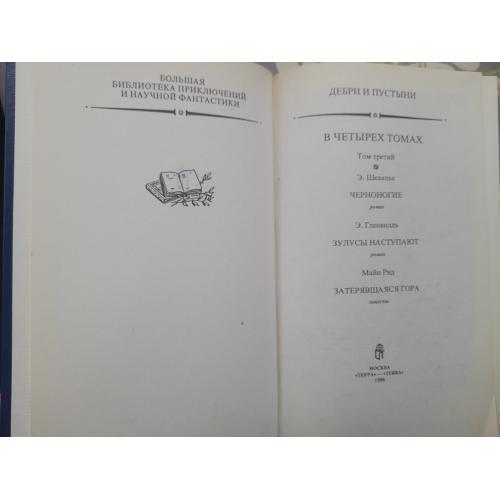 БОЛЬШАЯ
БИБЛИОТЕКА ПРИКЛЮЧЕНИЙ
И НАУЧНОЙ ФАНТАСТИКИ
ДЕБРИ И ПУСТЫНИ
В ЧЕТЫРЕХ ТОМАХ
Том третий
Э. Шевалье
ЧЕРНОНОГИЕ
роман
Э. Гленвилль
ЗУЛУСЫ НАСТУПАЮТ
роман
Майн Рид
ЗАТЕРЯВШАЯСЯ ГОРА
повесть
МОСКВА
«ТЕРРА» — «TERRA»
1996